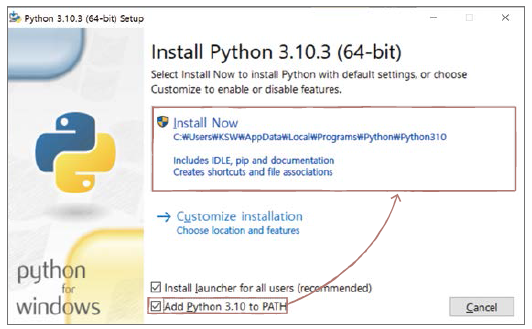 Python 3.10.3 (64-bit) Setup
Install Python 3.10.3 (64-bit)
Select Install Now to install Python with default settings, or choose
Customize to enable or disable features.
Install Now
C:₩Users₩KSW₩AppData₩Local₩Programs₩Python₩Python310
Includes IDLE, pip and documentation
Creates shortcuts and file associations
→ Customize installation
Choose location and features
Install launcher for all users (recommended)
Add Python 3.10 to PATH
python
for
windows
Cancel